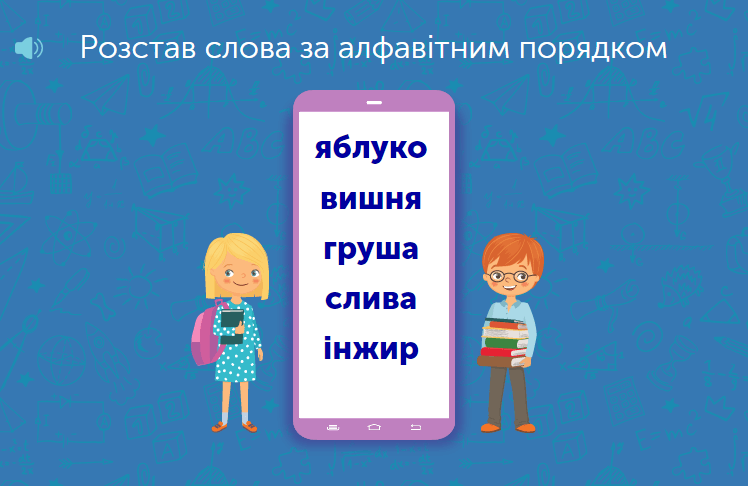 Розстав слова за алфавітним порядком
яблуко
вишня
груша
слива
інжир